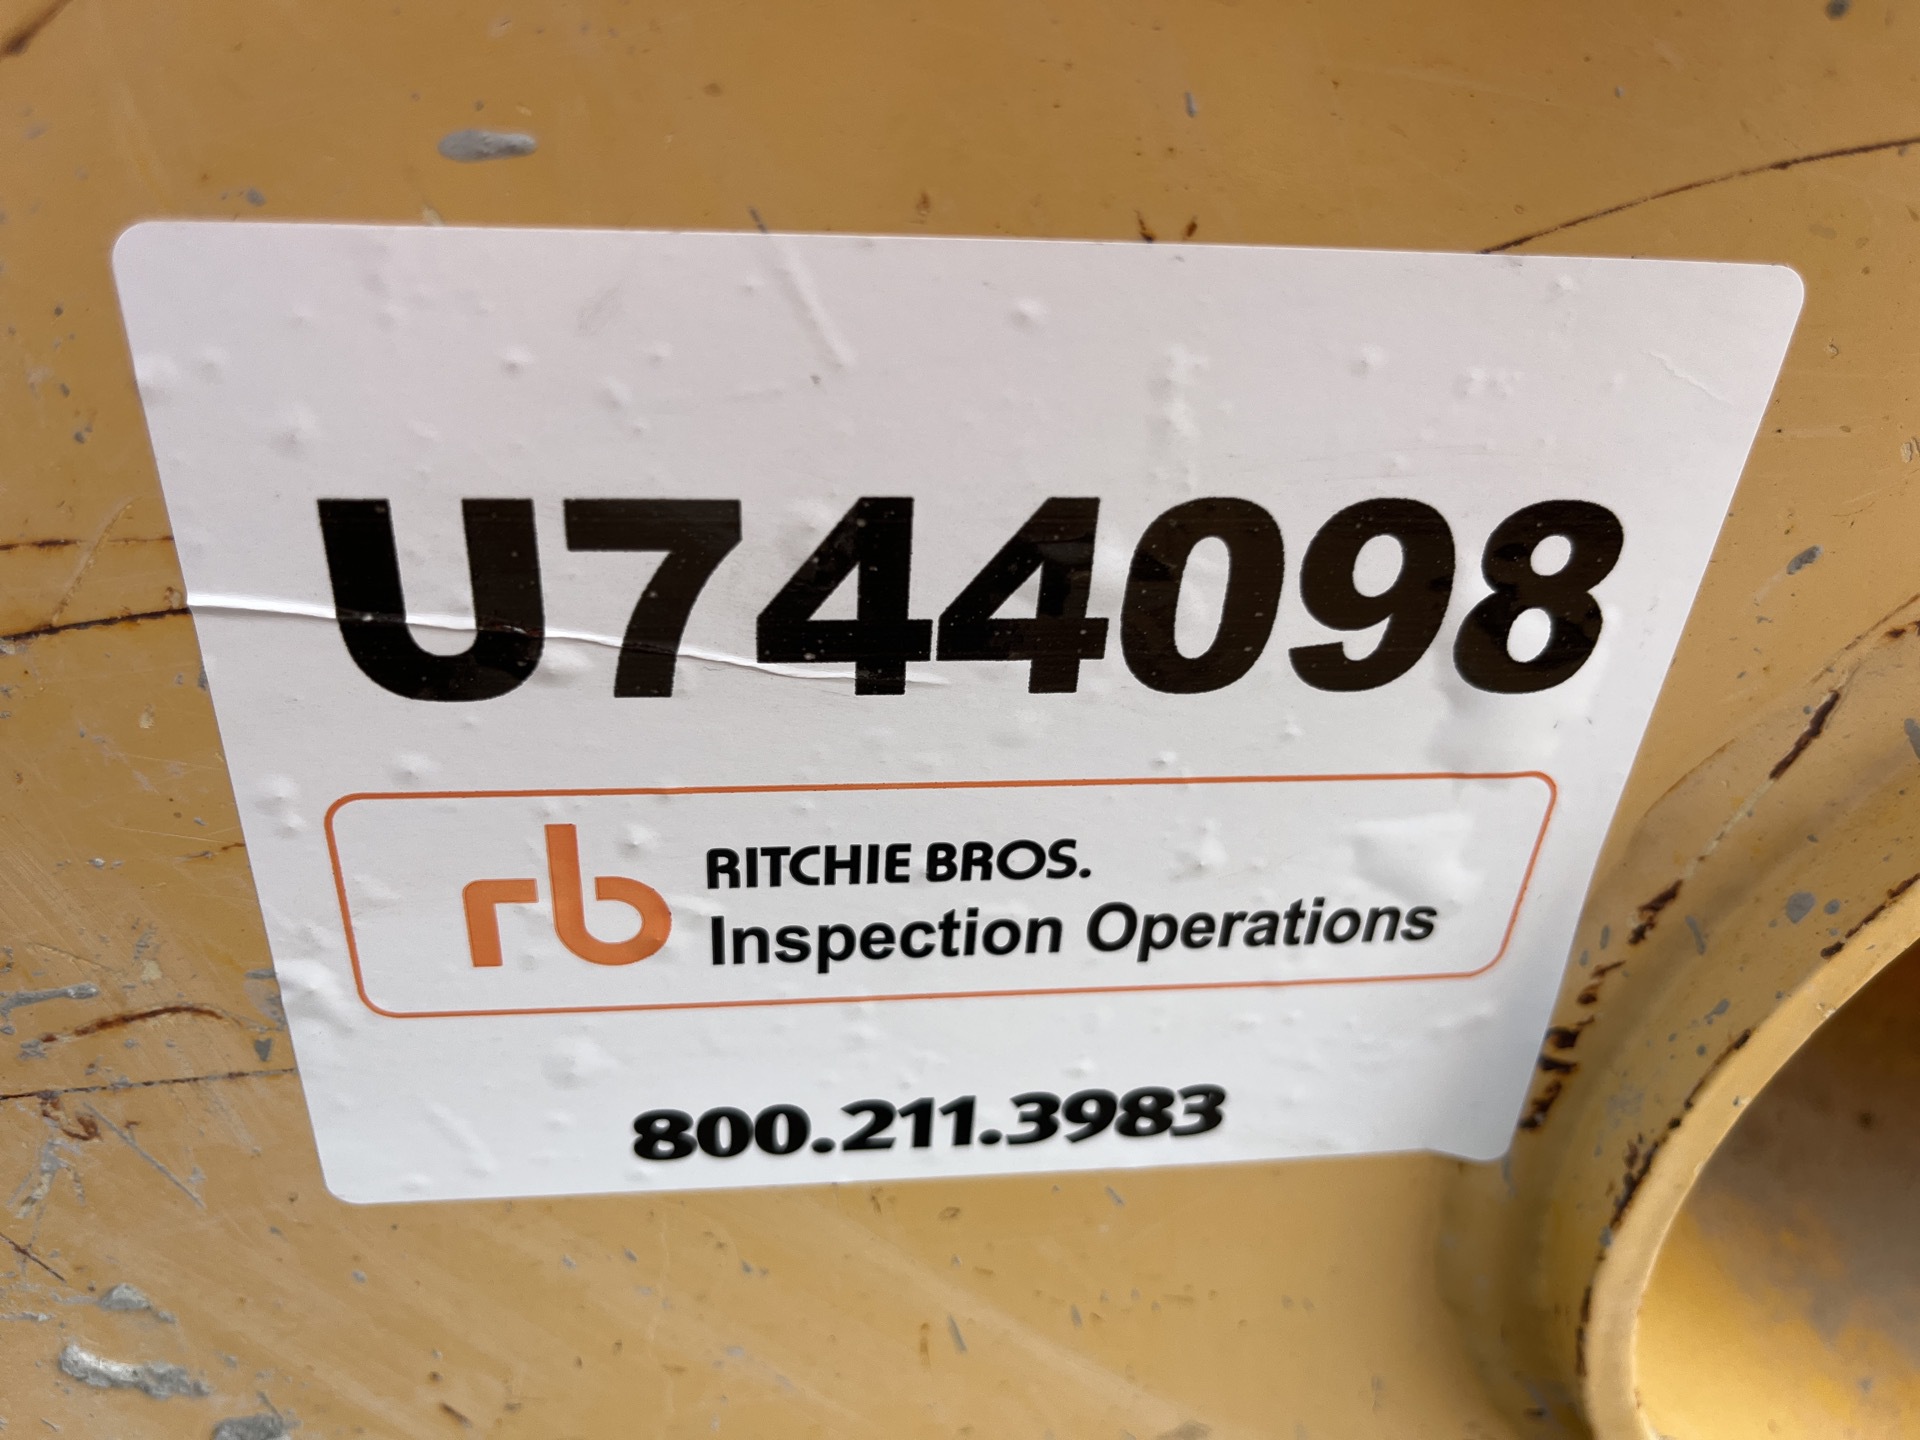 U744098
rb
RITCHIE BROS.
Inspection Operations
800.211.3983